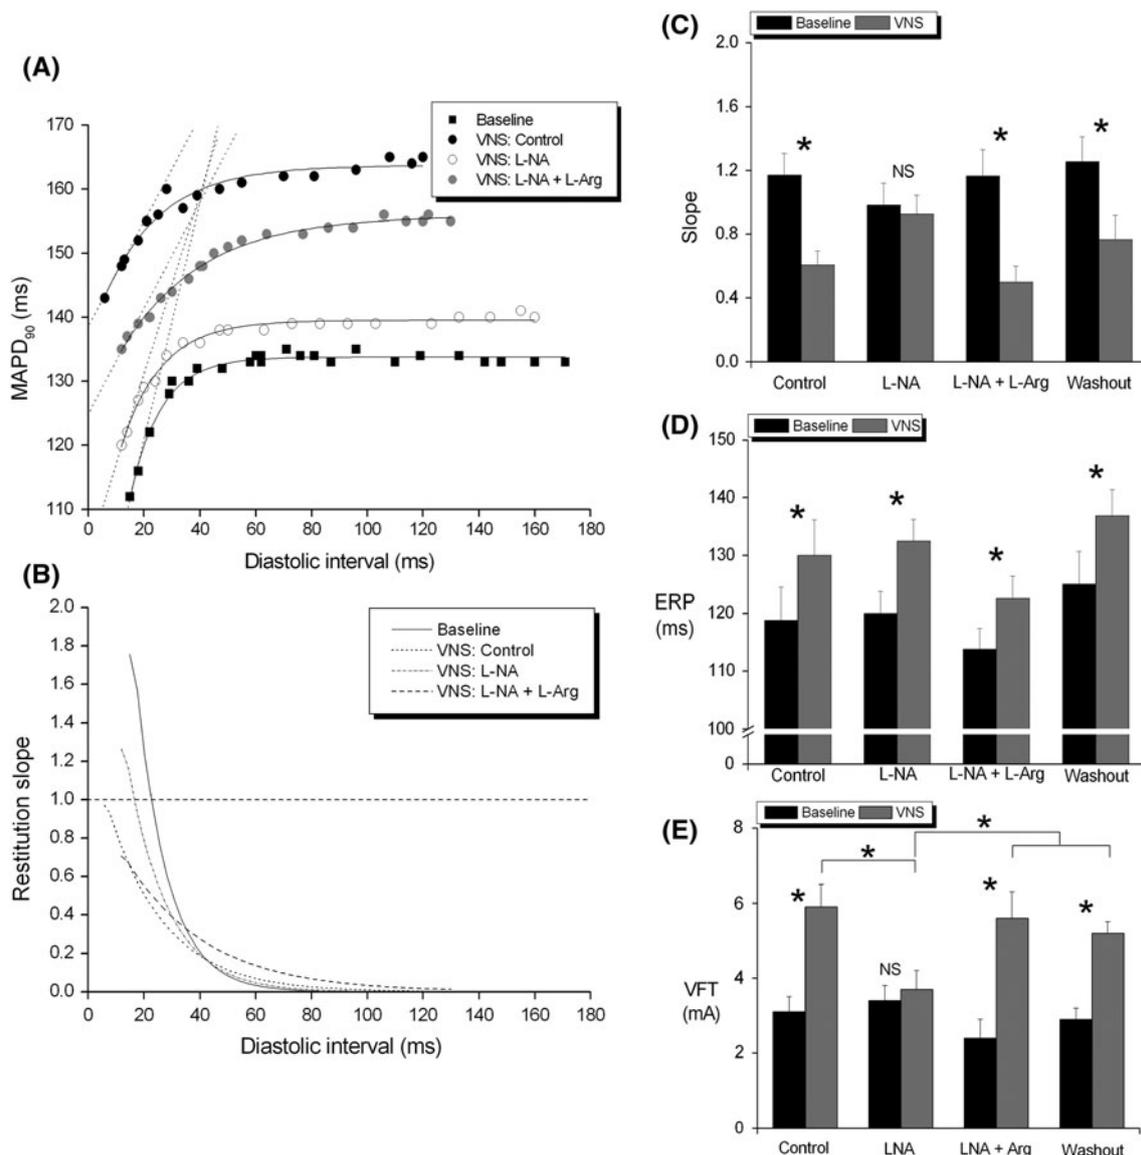 (A)
Baseline
VNS: Control
VNS: L-NA
VNS: L-NA + L-Arg
170
160
150
140
130
120
110
MAPD90 (ms)
0 20 40 60 80 100 120 140 160 180
Diastolic interval (ms)
(B)
Baseline
VNS: Control
VNS: L-NA
VNS: L-NA + L-Arg
2.0
1.8
1.6
1.4
1.2
1.0
0.8
0.6
0.4
0.2
0.0
Restitution slope
0 20 40 60 80 100 120 140 160 180
Diastolic interval (ms)
(C)
Baseline VNS
2.0
1.6
1.2
0.8
0.4
0.0
Slope
* NS * *
Control L-NA L-NA + L-Arg Washout
(D)
Baseline VNS
150
140
130
120
110
100
0
ERP
(ms)
* * * *
Control L-NA L-NA + L-Arg Washout
(E)
Baseline VNS
8
6
4
2
0
VFT
(mA)
* *
* NS * *
Control LNA LNA + Arg Washout